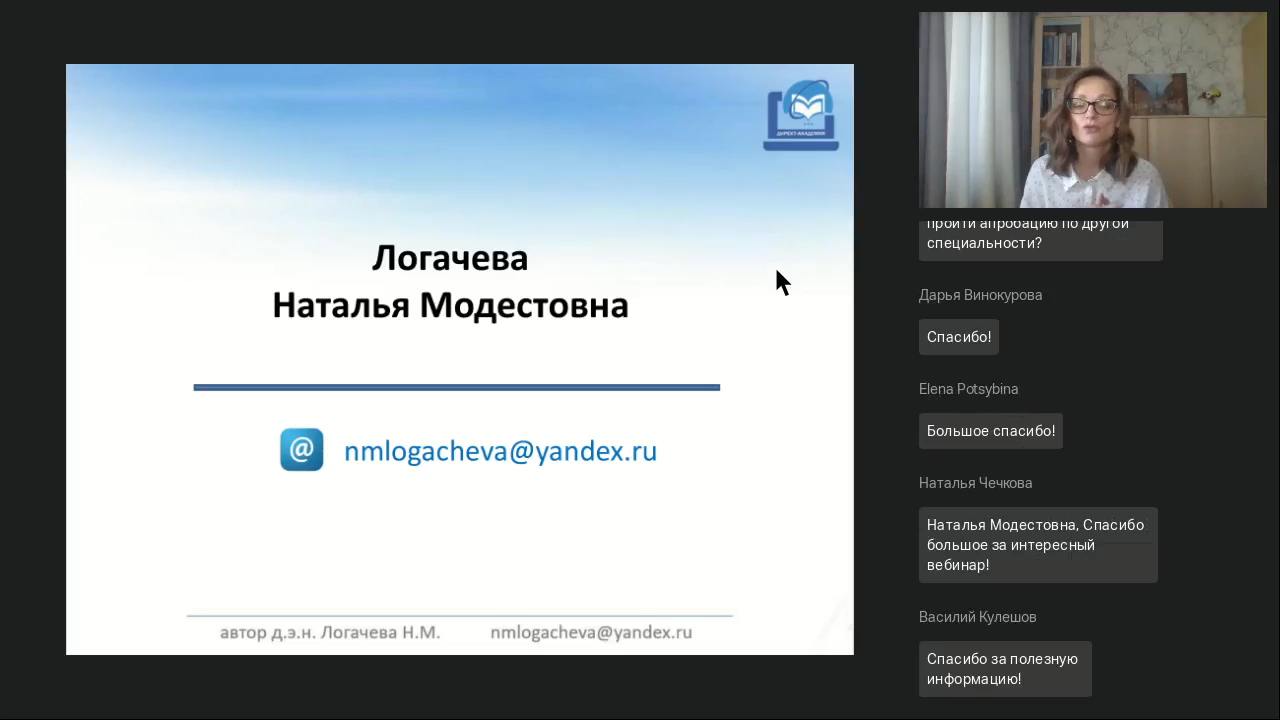 ДИРЕКТ-АКАДЕМИЯ
Логачева
Наталья Модестовна
@ nmlogacheva@yandex.ru
автор д.э.н. Логачева Н.М. nmlogacheva@yandex.ru
пройти апробацию по другой
специальности?
Дарья Винокурова
Спасибо!
Elena Potsybina
Большое спасибо!
Наталья Чечкова
Наталья Модестовна, Спасибо
большое за интересный
вебинар!
Василий Кулешов
Спасибо за полезную
информацию!